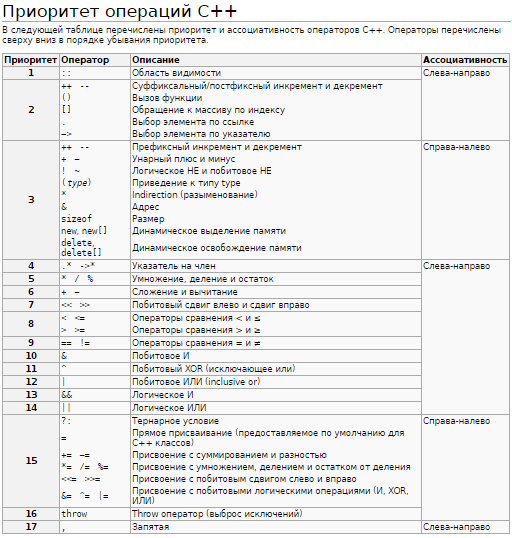 Приоритет операций C++
В следующей таблице перечислены приоритет и ассоциативность операторов C++. Операторы перечислены
сверху вниз в порядке убывания приоритета.
Приоритет Оператор Описание Ассоциативность
1 :: Область видимости Слева-направо
2
++ -- Суффиксальный/постфиксный инкремент и декремент
() Вызов функции
[] Обращение к массиву по индексу
. Выбор элемента по ссылке
−> Выбор элемента по указателю
3
++ -- Префиксный инкремент и декремент Справа-налево
+ − Унарный плюс и минус
! ~ Логическое НЕ и побитовое НЕ
(type) Приведение к типу type
* Indirection (разыменование)
& Адрес
sizeof Размер
new, new[] Динамическое выделение памяти
delete,
delete[] Динамическое освобождение памяти
4 .* ->* Указатель на член Слева-направо
5 * / % Умножение, деление и остаток
6 + − Сложение и вычитание
7 << >> Побитовый сдвиг влево и сдвиг вправо
8
< <= Операторы сравнения < и ≤
> >= Операторы сравнения > и ≥
9 == != Операторы сравнения = и ≠
10 & Побитовое И
11 ^ Побитовый XOR (исключающее или)
12 | Побитовое ИЛИ (inclusive or)
13 && Логическое И
14 || Логическое ИЛИ
15
?: Тернарное условие Справа-налево
= Прямое присваивание (предоставляемое по умолчанию для
C++ классов)
+= −= Присвоение с суммированием и разностью
*= /= %= Присвоение с умножением, делением и остатком от деления
<<= >>= Присвоение с побитовым сдвигом слево и вправо
&= ^= |= Присвоение с побитовыми логическими операциями (И, XOR,
ИЛИ)
16 throw Throw оператор (выброс исключений)
17 , Запятая Слева-направо